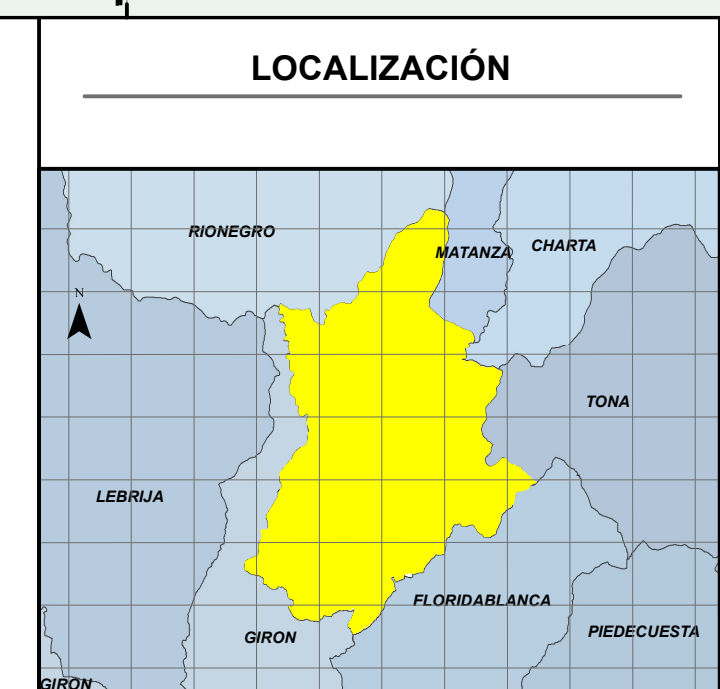 LOCALIZACIÓN
RIONEGRO
MATANZA
CHARTA
N
TONA
LEBRIJA
FLORIDABLANCA
GIRON
PIEDECUESTA
GIRON